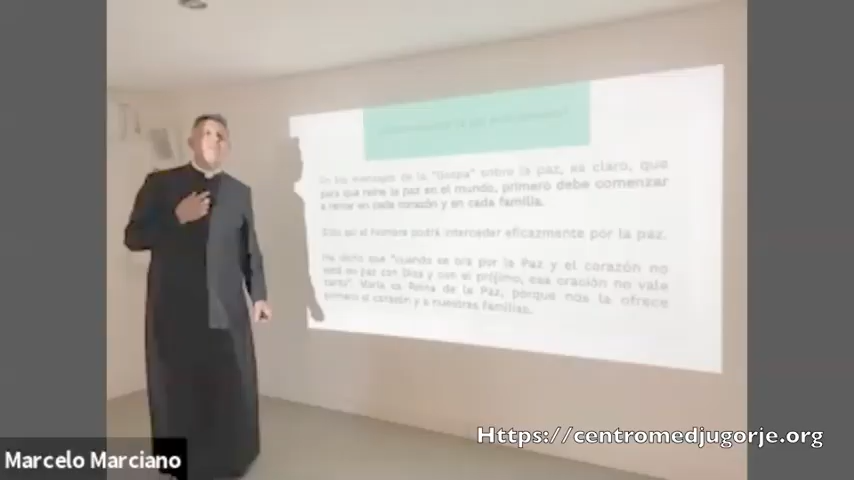 En los mensajes de la "Gospa" sobre la paz, es claro, que
para que reine la paz en el mundo, primero debe comenzar
a reinar en cada corazón y en cada familia.
Solo así el hombre podrá interceder eficazmente por la paz.
Ha dicho que "cuando se ora por la Paz y el corazón no
está en paz con Dios y con el prójimo, esa oración no vale
tanto". María es Reina de la Paz, porque nos la ofrece
primero al corazón y a nuestras familias.
Https://centromedjugorje.org
Marcelo Marciano